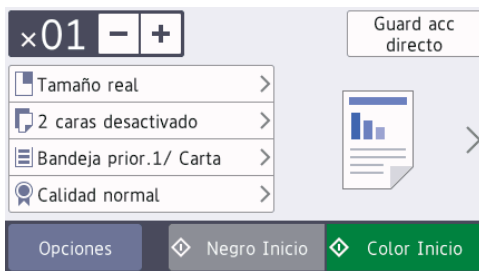 ×01 - +
Guard acc
directo
Tamaño real
2 caras desactivado
Bandeja prior.1/ Carta
Calidad normal
Opciones
Negro Inicio
Color Inicio